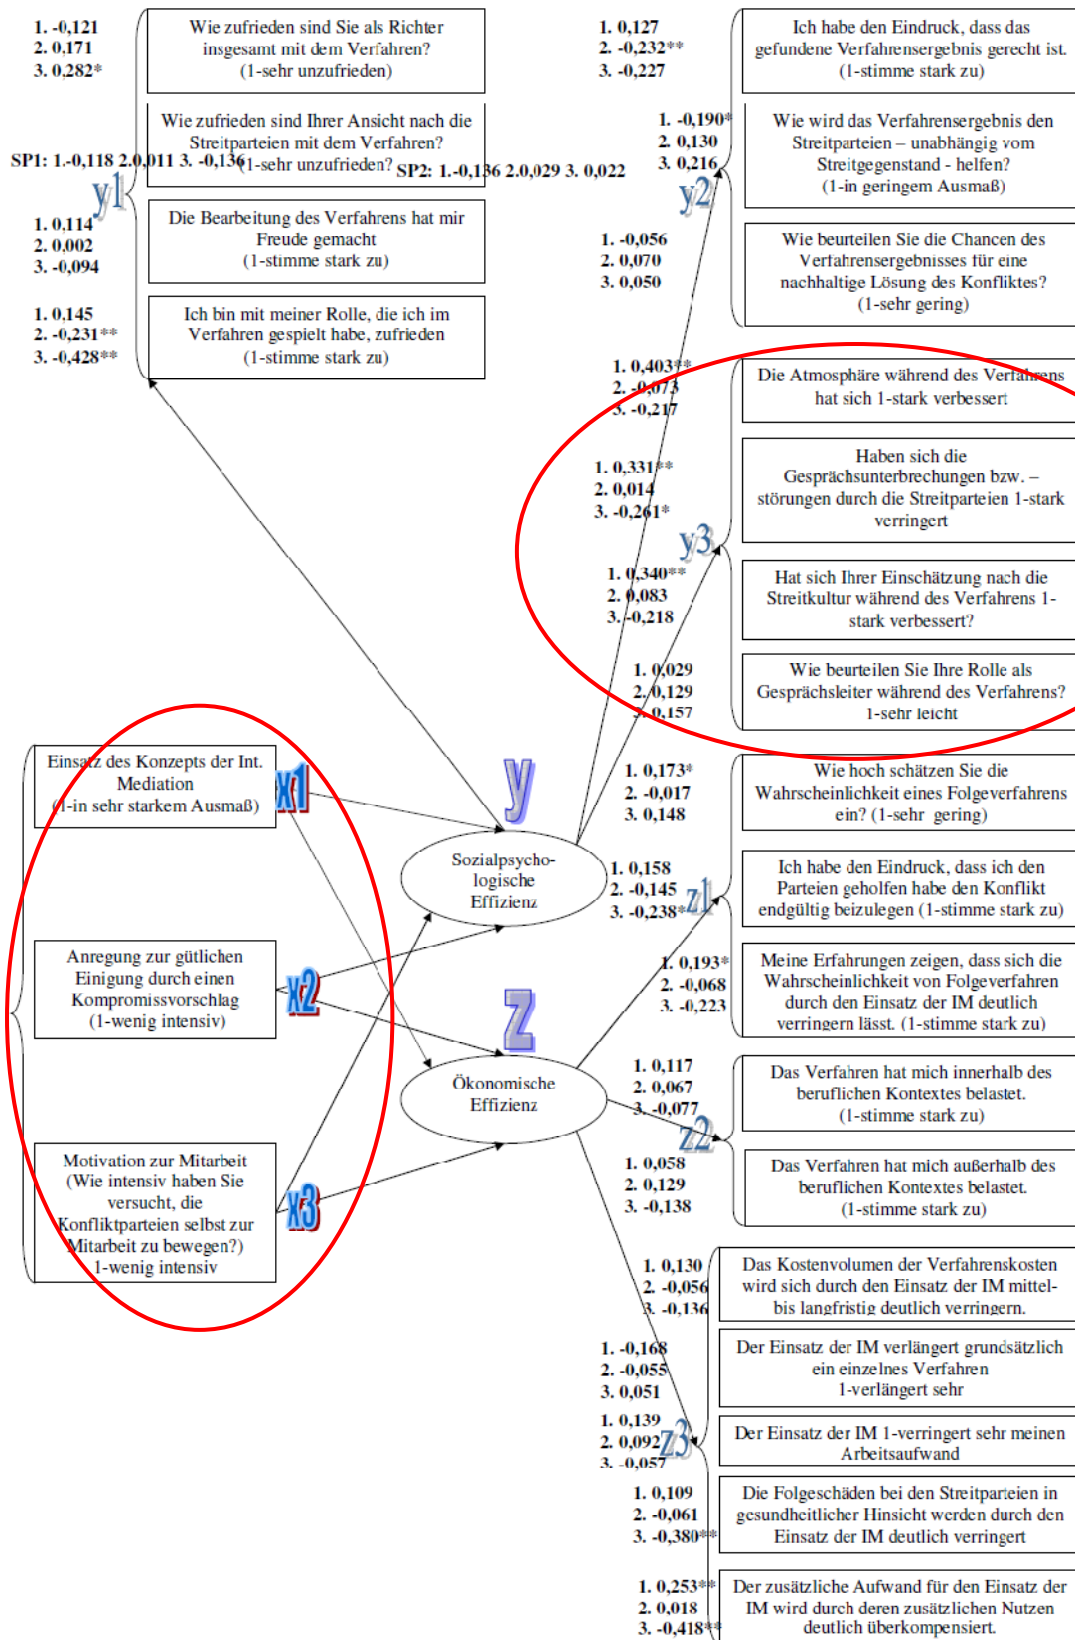 1. -0,121
2. 0,171
3. 0,282*
Wie zufrieden sind Sie als Richter
insgesamt mit dem Verfahren?
(1-sehr unzufrieden)
Wie zufrieden sind Ihrer Ansicht nach die
Streitparteien mit dem Verfahren?
(1-sehr unzufrieden?
SP1: 1.-0,118 2.0,011 3. -0,136
SP2: 1.-0,136 2.0,029 3. 0,022
y1
1. 0,114
2. 0,002
3. -0,094
Die Bearbeitung des Verfahrens hat mir
Freude gemacht
(1-stimme stark zu)
1. 0,145
2. -0,231**
3. -0,428**
Ich bin mit meiner Rolle, die ich im
Verfahren gespielt habe, zufrieden
(1-stimme stark zu)
1. 0,127
2. -0,232**
3. -0,227
Ich habe den Eindruck, dass das
gefundene Verfahrensergebnis gerecht ist.
(1-stimme stark zu)
1. -0,190*
2. 0,130
3. 0,216
y2
Wie wird das Verfahrensergebnis den
Streitparteien – unabhängig vom
Streitgegenstand - helfen?
(1-in geringem Ausmaß)
1. -0,056
2. 0,070
3. 0,050
Wie beurteilen Sie die Chancen des
Verfahrensergebnisses für eine
nachhaltige Lösung des Konfliktes?
(1-sehr gering)
1. 0,403**
2. -0,073
3. -0,217
Die Atmosphäre während des Verfahrens
hat sich 1-stark verbessert
1. 0,331**
2. 0,014
3. -0,261*
Haben sich die
Gesprächsunterbrechungen bzw. –
störungen durch die Streitparteien 1-stark
verringert
y3
1. 0,340**
2. 0,083
3. -0,218
Hat sich Ihrer Einschätzung nach die
Streitkultur während des Verfahrens 1-
stark verbessert?
1. 0,029
2. 0,129
3. 0,157
Wie beurteilen Sie Ihre Rolle als
Gesprächsleiter während des Verfahrens?
1-sehr leicht
Einsatz des Konzepts der Int.
Mediation
(1-in sehr starkem Ausmaß)
x1
Anregung zur gütlichen
Einigung durch einen
Kompromissvorschlag
(1-wenig intensiv)
x2
Motivation zur Mitarbeit
(Wie intensiv haben Sie
versucht, die
Konfliktparteien selbst zur
Mitarbeit zu bewegen?)
1-wenig intensiv
x3
y
Sozialpsycho-
logische
Effizienz
z
Ökonomische
Effizienz
1. 0,173*
2. -0,017
3. 0,148
Wie hoch schätzen Sie die
Wahrscheinlichkeit eines Folgeverfahrens
ein? (1-sehr gering)
1. 0,158
2. -0,145
3. -0,238*
z1
Ich habe den Eindruck, dass ich den
Parteien geholfen habe den Konflikt
endgültig beizulegen (1-stimme stark zu)
1. 0,193*
2. -0,068
3. -0,223
Meine Erfahrungen zeigen, dass sich die
Wahrscheinlichkeit von Folgeverfahren
durch den Einsatz der IM deutlich
verringern lässt. (1-stimme stark zu)
1. 0,117
2. 0,067
3. -0,077
Das Verfahren hat mich innerhalb des
beruflichen Kontextes belastet.
(1-stimme stark zu)
z2
1. 0,058
2. 0,129
3. -0,138
Das Verfahren hat mich außerhalb des
beruflichen Kontextes belastet.
(1-stimme stark zu)
1. 0,130
2. -0,056
3. -0,136
Das Kostenvolumen der Verfahrenskosten
wird sich durch den Einsatz der IM mittel-
bis langfristig deutlich verringern.
1. -0,168
2. -0,055
3. 0,051
Der Einsatz der IM verlängert grundsätzlich
ein einzelnes Verfahren
1-verlängert sehr
1. 0,139
2. 0,092
3. -0,057
z3
Der Einsatz der IM 1-verringert sehr meinen
Arbeitsaufwand
1. 0,109
2. -0,061
3. -0,380**
Die Folgeschäden bei den Streitparteien in
gesundheitlicher Hinsicht werden durch den
Einsatz der IM deutlich verringert
1. 0,253**
2. 0,018
3. -0,418**
Der zusätzliche Aufwand für den Einsatz der
IM wird durch deren zusätzlichen Nutzen
deutlich überkompensiert.